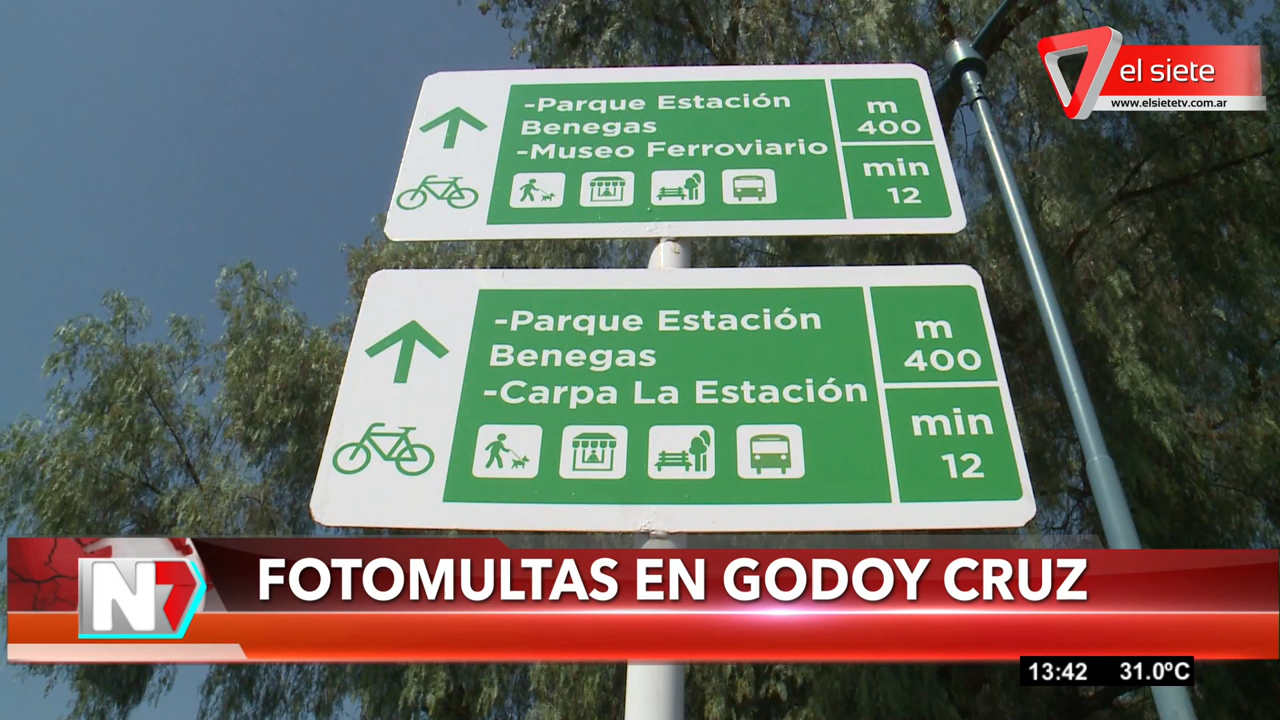 el siete
www.elsietetv.com.ar
-Parque Estación
Benegas
-Museo Ferroviario
m
400
min
12
-Parque Estación
Benegas
-Carpa La Estación
m
400
min
12
N7
FOTOMULTAS EN GODOY CRUZ
13:42 31.0ºC